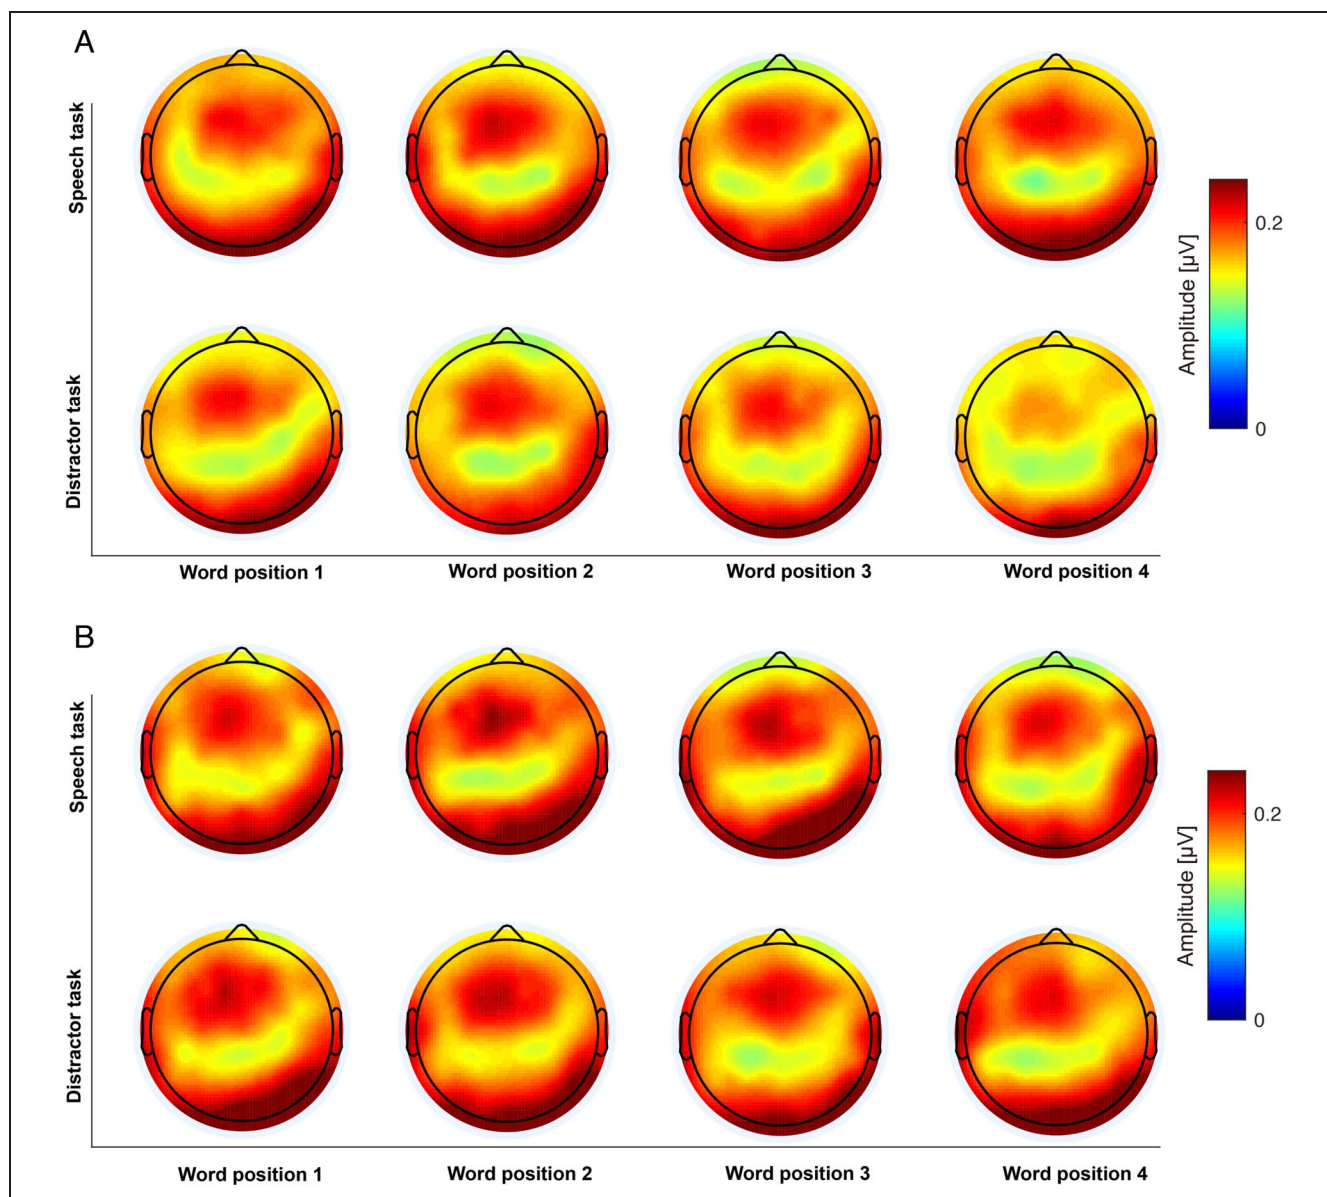 A
Speech task
Distractor task
Word position 1
Word position 2
Word position 3
Word position 4
Amplitude [µV]
0.2
0
B
Speech task
Distractor task
Word position 1
Word position 2
Word position 3
Word position 4
Amplitude [µV]
0.2
0